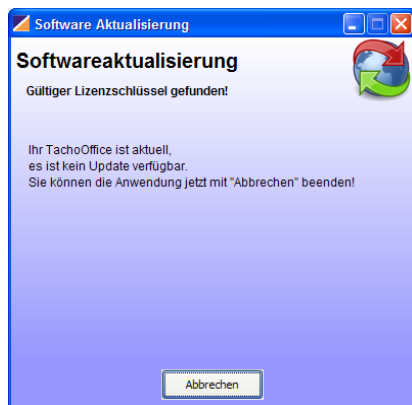 Software Aktualisierung
Softwareaktualisierung
Gültiger Lizenzschlüssel gefunden!
Ihr TachoOffice ist aktuell,
es ist kein Update verfügbar.
Sie können die Anwendung jetzt mit "Abbrechen" beenden!
Abbrechen